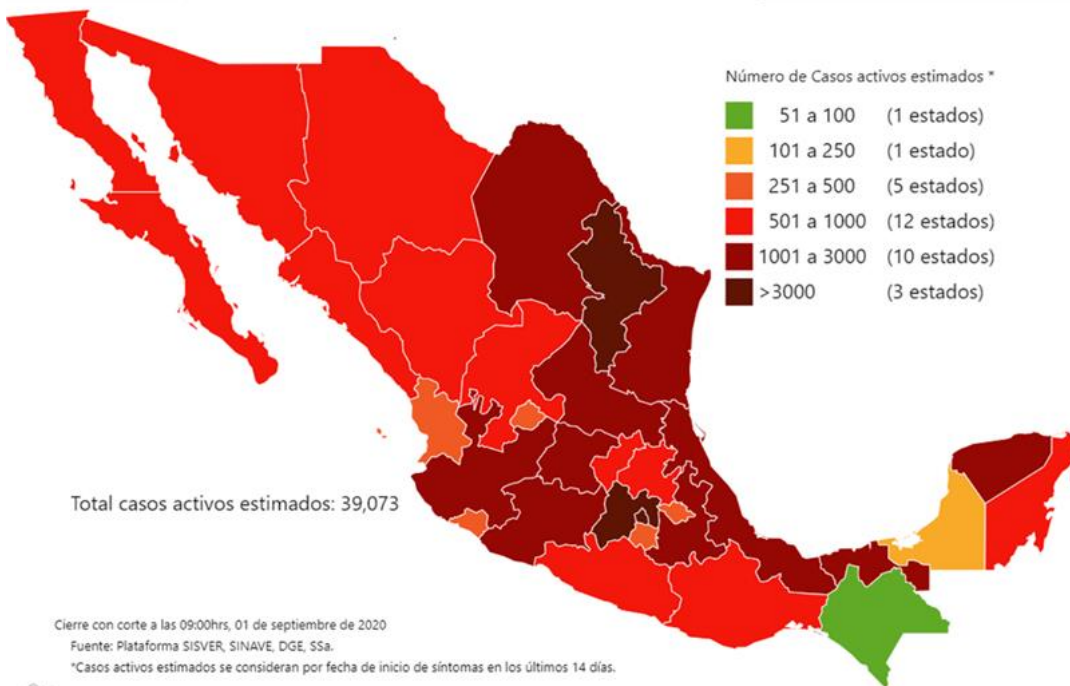 Número de Casos activos estimados *
51 a 100 (1 estados)
101 a 250 (1 estado)
251 a 500 (5 estados)
501 a 1000 (12 estados)
1001 a 3000 (10 estados)
>3000 (3 estados)
Total casos activos estimados: 39,073
Cierre con corte a las 09:00hrs, 01 de septiembre de 2020
Fuente: Plataforma SISVER, SINAVE, DGE, SSa.
*Casos activos estimados se consideran por fecha de inicio de síntomas en los últimos 14 días.